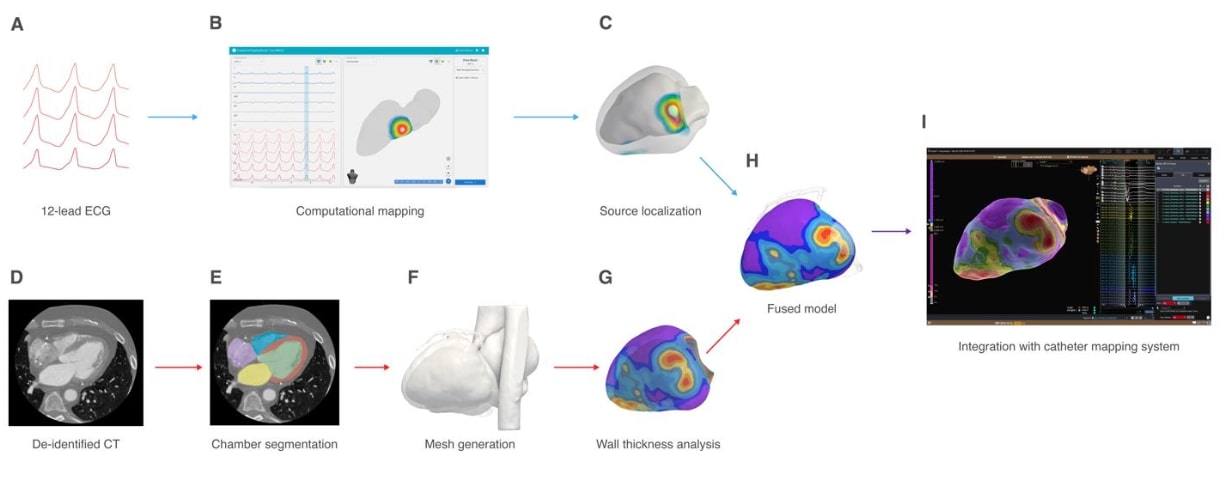 A
B
C
12-lead ECG
Computational mapping
Source localization
H
I
Fused model
Integration with catheter mapping system
D
E
F
G
De-identified CT
Chamber segmentation
Mesh generation
Wall thickness analysis